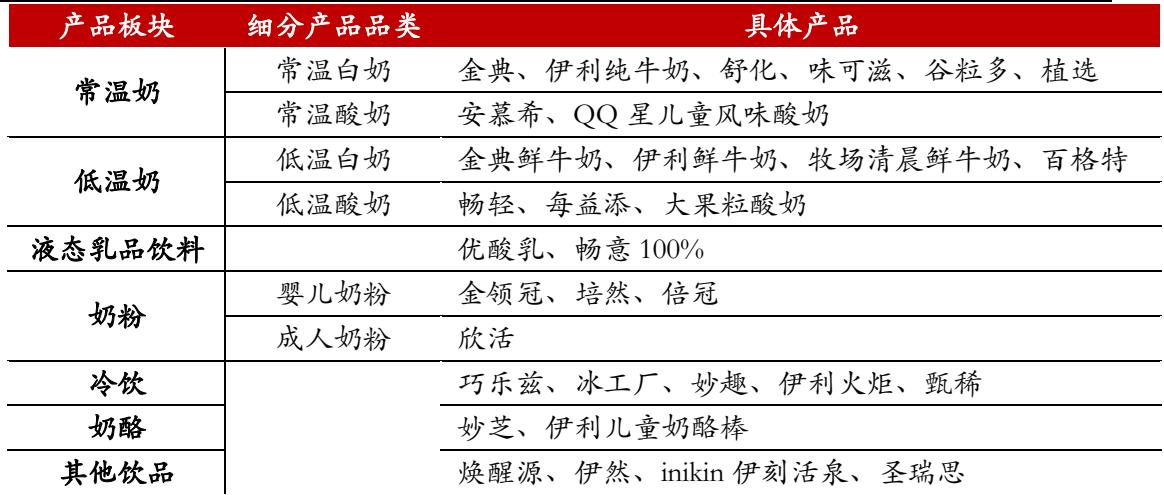 产品板块 细分产品品类 具体产品
常温奶 常温白奶 金典、伊利纯牛奶、舒化、味可滋、谷粒多、植选
常温酸奶 安慕希、QQ 星儿童风味酸奶
低温奶 低温白奶 金典鲜牛奶、伊利鲜牛奶、牧场清晨鲜牛奶、百格特
低温酸奶 畅轻、每益添、大果粒酸奶
液态乳品饮料 优酸乳、畅意 100%
奶粉 婴儿奶粉 金领冠、培然、倍冠
成人奶粉 欣活
冷饮 巧乐兹、冰工厂、妙趣、伊利火炬、甄稀
奶酪 妙芝、伊利儿童奶酪棒
其他饮品 焕醒源、伊然、inikin 伊刻活泉、圣瑞思